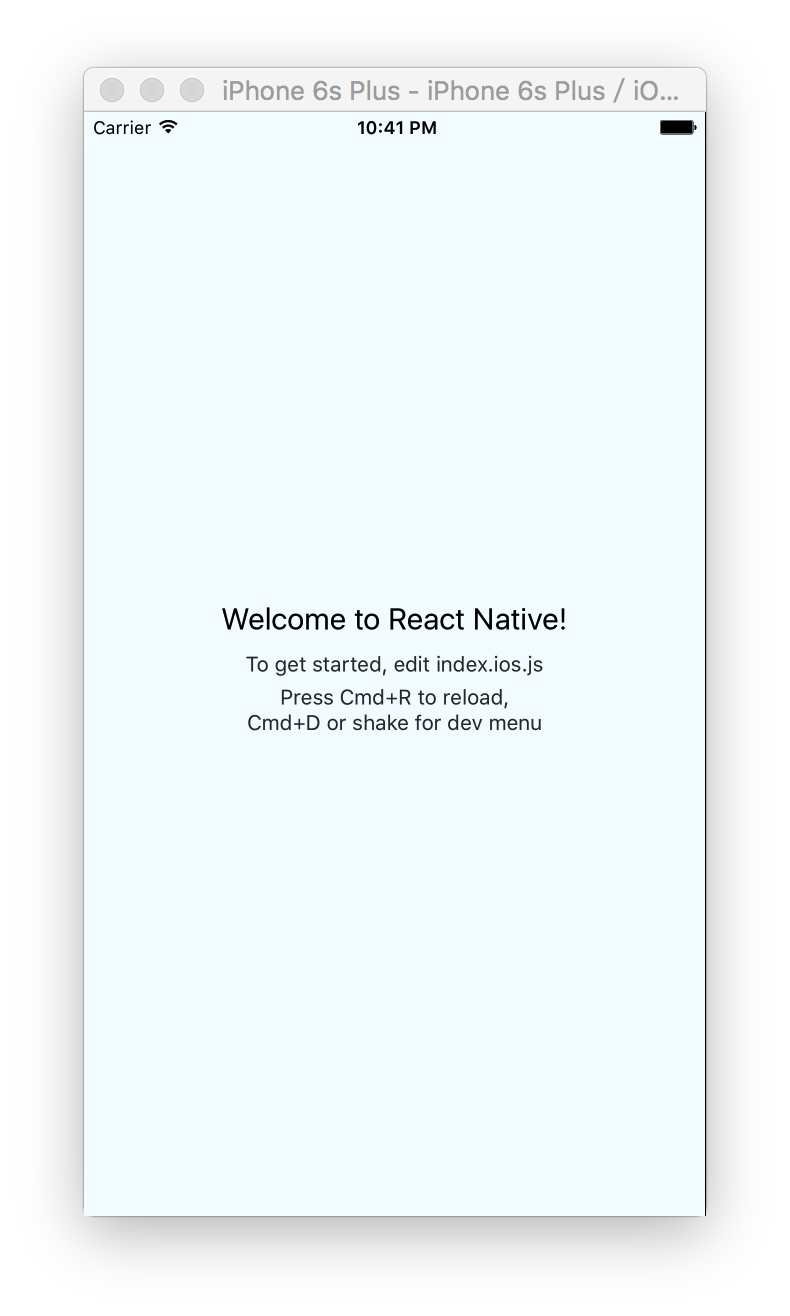 iPhone 6s Plus - iPhone 6s Plus / iO...
Carrier
10:41 PM
Welcome to React Native!
To get started, edit index.ios.js
Press Cmd+R to reload,
Cmd+D or shake for dev menu